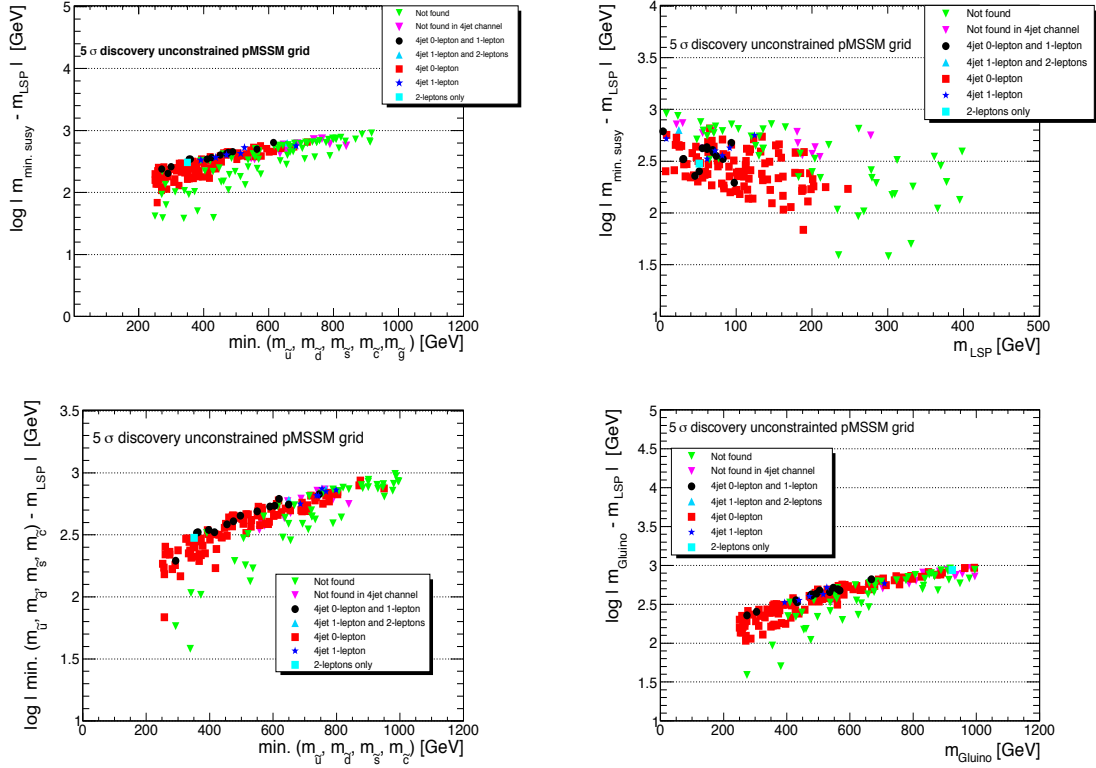 log | m min. susy - m LSP | [GeV]
5
4
3
2
1
0
5 σ discovery unconstrained pMSSM grid
Not found
Not found in 4jet channel
4jet 0-lepton and 1-lepton
4jet 1-lepton and 2-leptons
4jet 0-lepton
4jet 1-lepton
2-leptons only
200 400 600 800 1000 1200
min. (m ũ, m d̃, m s̃, m c̃, m g̃ ) [GeV]
log | m min. susy - m LSP | [GeV]
4
3.5
3
2.5
2
1.5
1
5 σ discovery unconstrained pMSSM grid
Not found
Not found in 4jet channel
4jet 0-lepton and 1-lepton
4jet 1-lepton and 2-leptons
4jet 0-lepton
4jet 1-lepton
2-leptons only
0 100 200 300 400 500
m LSP [GeV]
log | min. (m ũ, m d̃, m s̃, m c̃) - m LSP | [GeV]
3.5
3
2.5
2
1.5
1
5 σ discovery unconstrained pMSSM grid
Not found
Not found in 4jet channel
4jet 0-lepton and 1-lepton
4jet 1-lepton and 2-leptons
4jet 0-lepton
4jet 1-lepton
2-leptons only
0 200 400 600 800 1000 1200
min. (m ũ, m d̃, m s̃, m c̃) [GeV]
log | m Gluino - m LSP | [GeV]
5
4.5
4
3.5
3
2.5
2
1.5
1
5 σ discovery unconstrainted pMSSM grid
Not found
Not found in 4jet channel
4jet 0-lepton and 1-lepton
4jet 1-lepton and 2-leptons
4jet 0-lepton
4jet 1-lepton
2-leptons only
0 200 400 600 800 1000 1200
m Gluino [GeV]